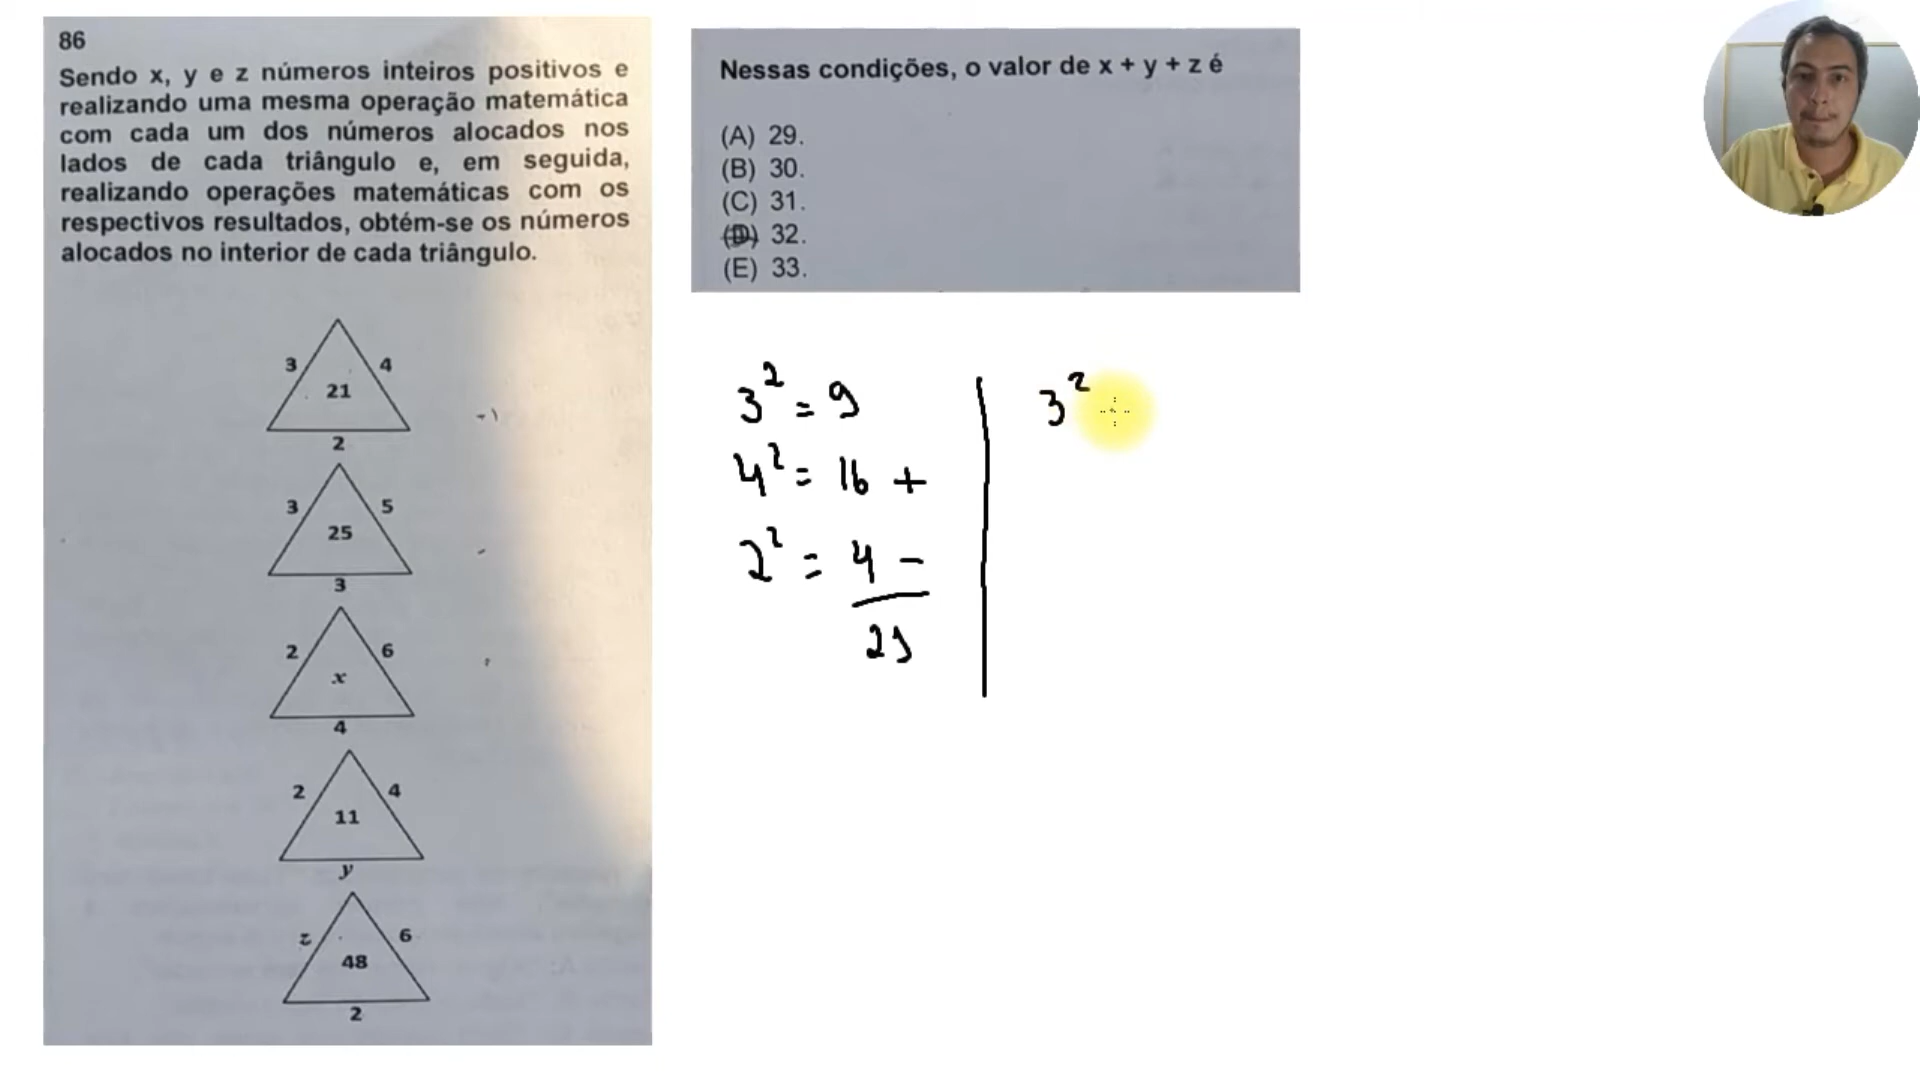 86
Sendo x, y e z números inteiros positivos e
realizando uma mesma operação matemática
com cada um dos números alocados nos
lados de cada triângulo e, em seguida,
realizando operações matemáticas com os
respectivos resultados, obtém-se os números
alocados no interior de cada triângulo.
3 4
21
2
3 5
25
3
2 6
x
4
2 4
11
y
z 6
48
2
Nessas condições, o valor de x + y + z é
(A) 29.
(B) 30.
(C) 31.
(D) 32.
(E) 33.
3² = 9
4² = 16 +
2² = 4 -
21
3²